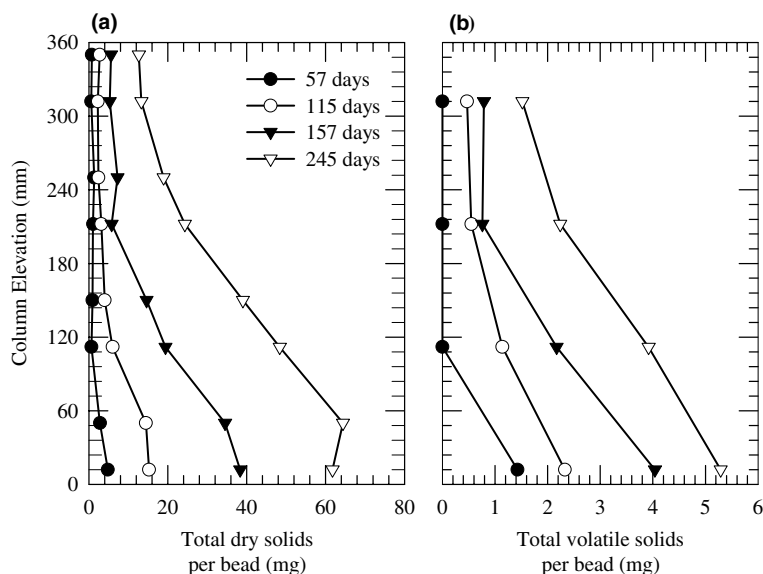 (a)
(b)
360
300
240
180
120
60
0
Column Elevation (mm)
57 days
115 days
157 days
245 days
0 20 40 60 80
0 1 2 3 4 5 6
Total dry solids
per bead (mg)
Total volatile solids
per bead (mg)